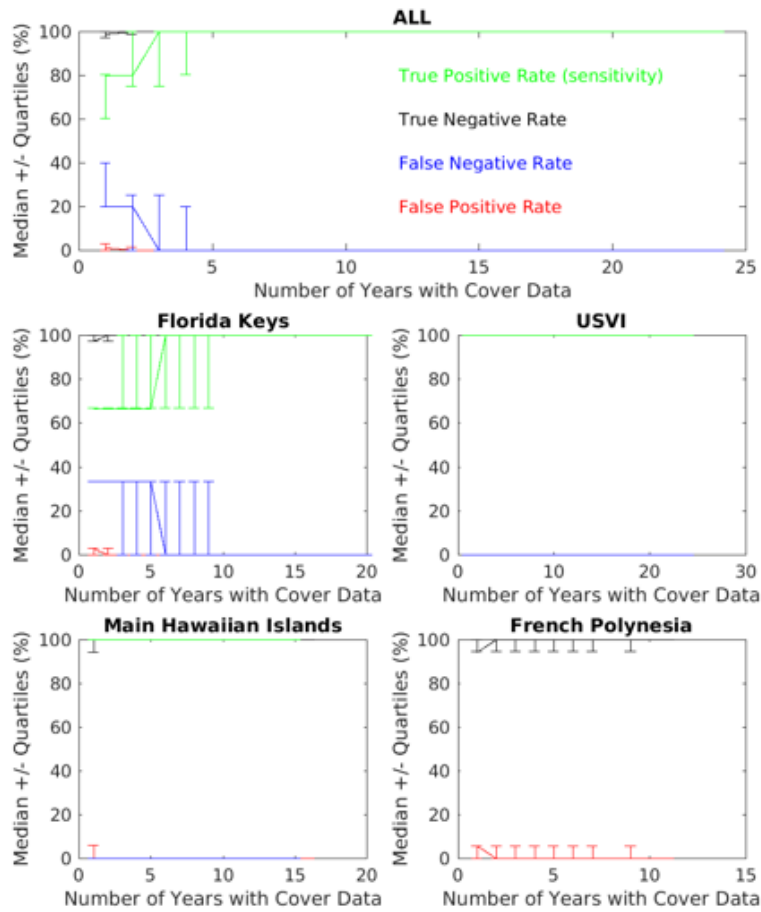 ALL
Median +/- Quartiles (%)
100
80
60
40
20
0
True Positive Rate (sensitivity)
True Negative Rate
False Negative Rate
False Positive Rate
0 5 10 15 20 25
Number of Years with Cover Data
Florida Keys
Median +/- Quartiles (%)
100
80
60
40
20
0
0 5 10 15 20
Number of Years with Cover Data
USVI
Median +/- Quartiles (%)
100
80
60
40
20
0
0 10 20 30
Number of Years with Cover Data
Main Hawaiian Islands
Median +/- Quartiles (%)
100
80
60
40
20
0
0 5 10 15 20
Number of Years with Cover Data
French Polynesia
Median +/- Quartiles (%)
100
80
60
40
20
0
0 5 10 15
Number of Years with Cover Data